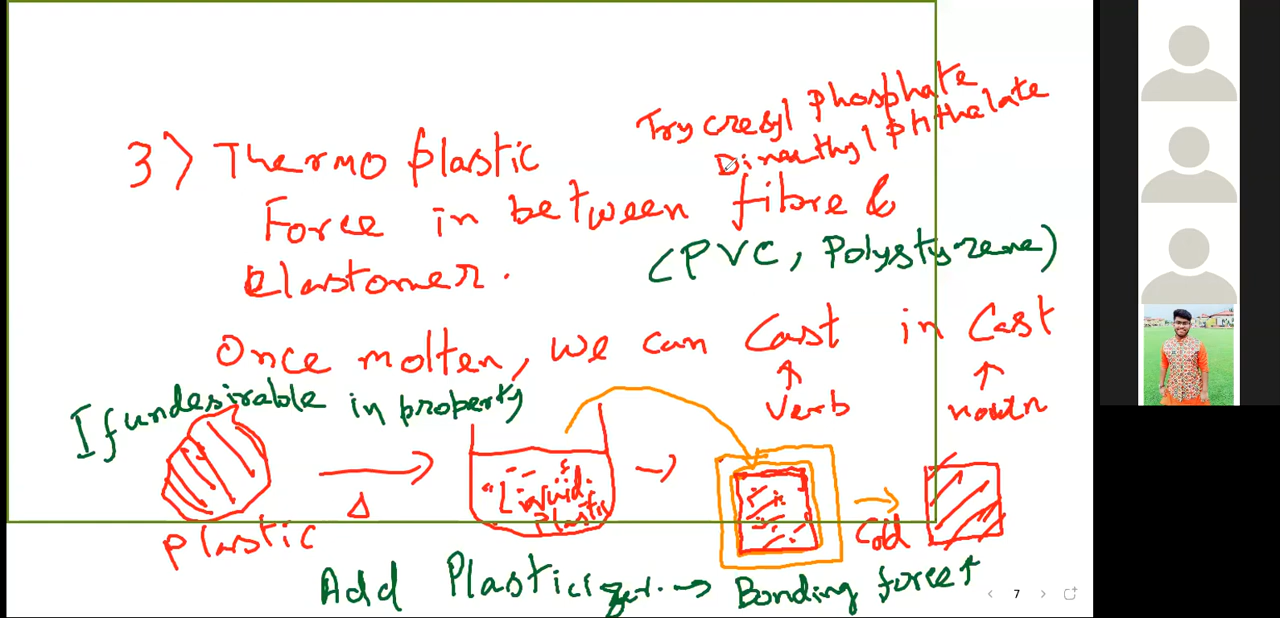 Try cresyl phosphate
Dimethyl phthalate
3) Thermo plastic
Force in between fibre &
Elastomer.
(PVC, Polystyrene)
Once molten, we can Cast in Cast
↑ ↑
Verb noun
If undesirable in property
"Liquid"
Plastic
Δ
Plastic
Cold
Add Plasticizer. → Bonding force ↑
7